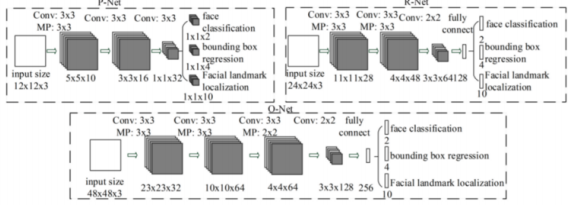 P-Net
Conv: 3x3 Conv: 3x3 Conv: 3x3
MP: 3x3
face
classification
1x1x2
bounding box
regression
1x1x4
Facial landmark
localization
1x1x10
input size
12x12x3
5x5x10
3x3x16
1x1x32
R-Net
Conv: 3x3 Conv: 3x3 Conv: 2x2 fully
MP: 3x3 MP: 3x3 connect
face classification
2
bounding box
regression
4
Facial landmark
localization
10
input size
24x24x3
11x11x28
4x4x48
3x3x64
128
O-Net
Conv: 3x3 Conv: 3x3 Conv: 3x3 Conv: 2x2 fully
MP: 3x3 MP: 3x3 MP: 2x2 connect
face classification
2
bounding box regression
4
Facial landmark localization
10
input size
48x48x3
23x23x32
10x10x64
4x4x64
3x3x128
256